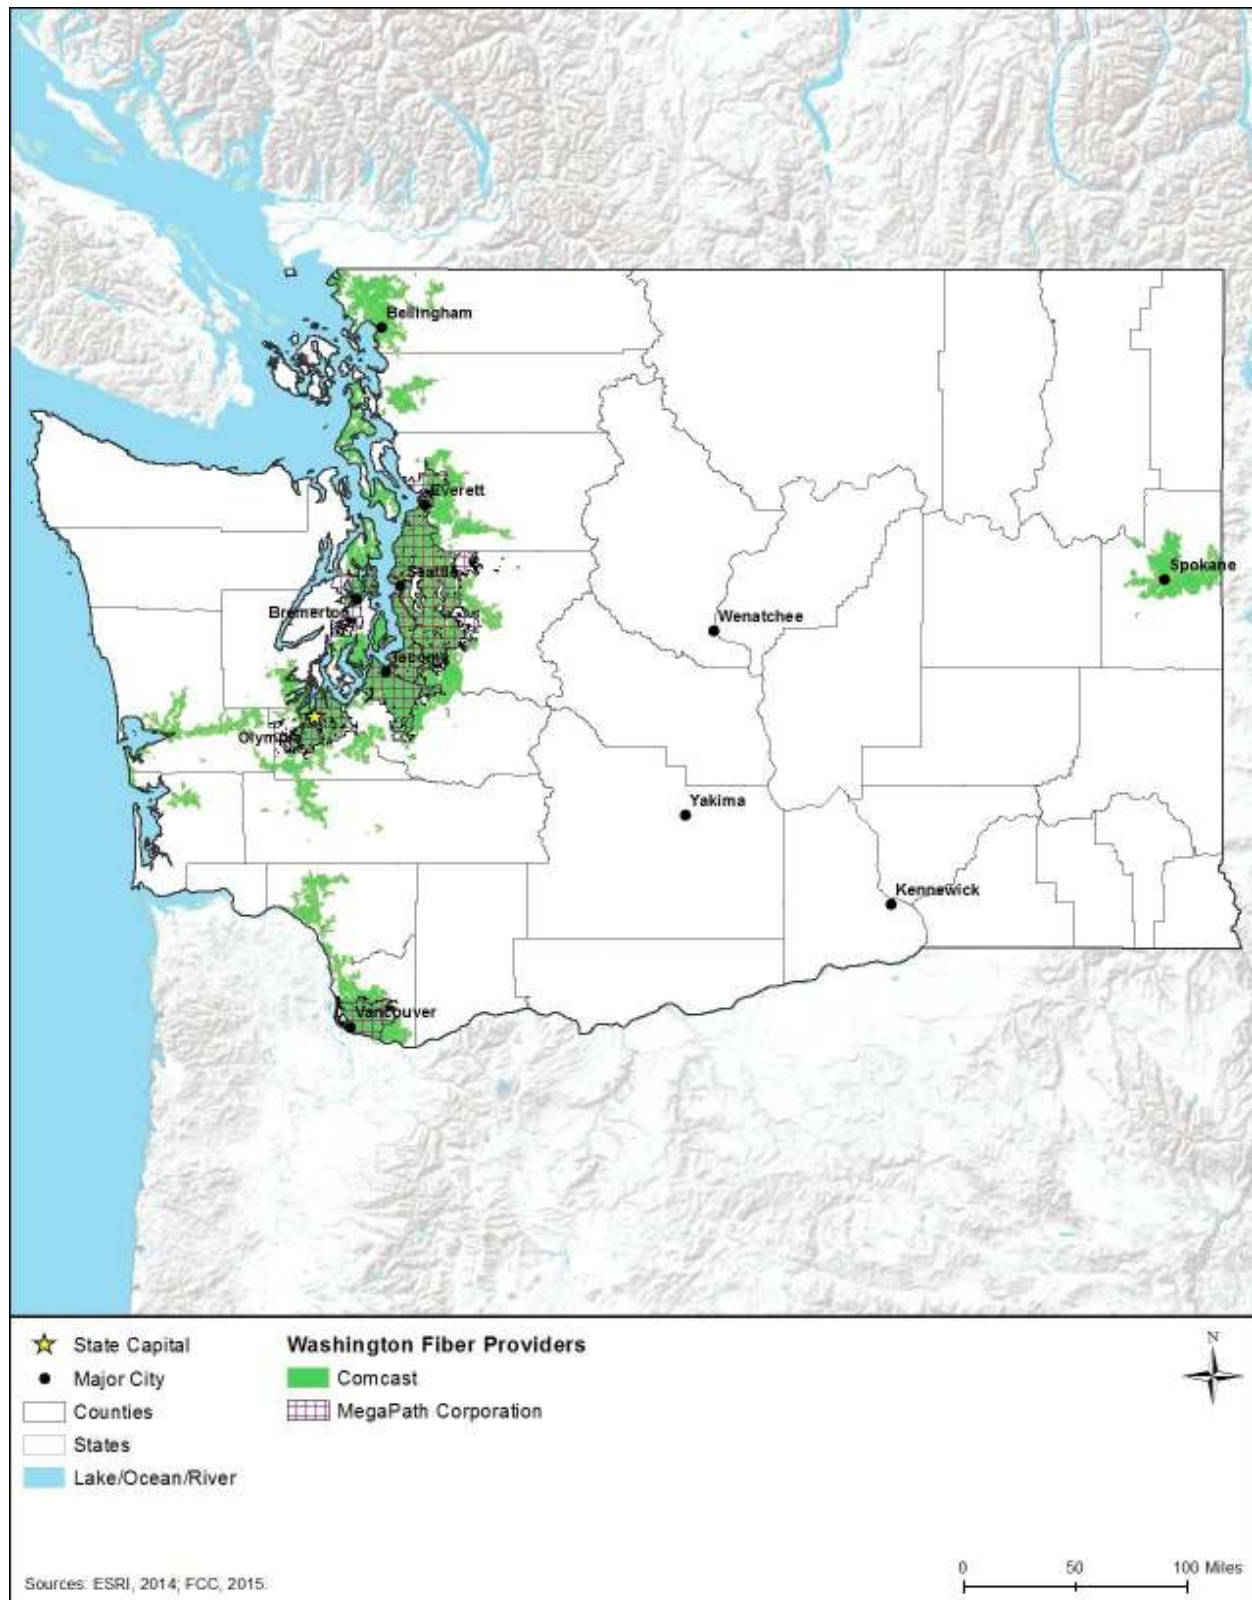 Bellingham
Everett
Seattle
Bremerton
Tacoma
Olympia
Spokane
Wenatchee
Yakima
Kennewick
Vancouver
State Capital
Major City
Counties
States
Lake/Ocean/River
Washington Fiber Providers
Comcast
MegaPath Corporation
N
Sources: ESRI, 2014; FCC, 2015.
0 50 100 Miles